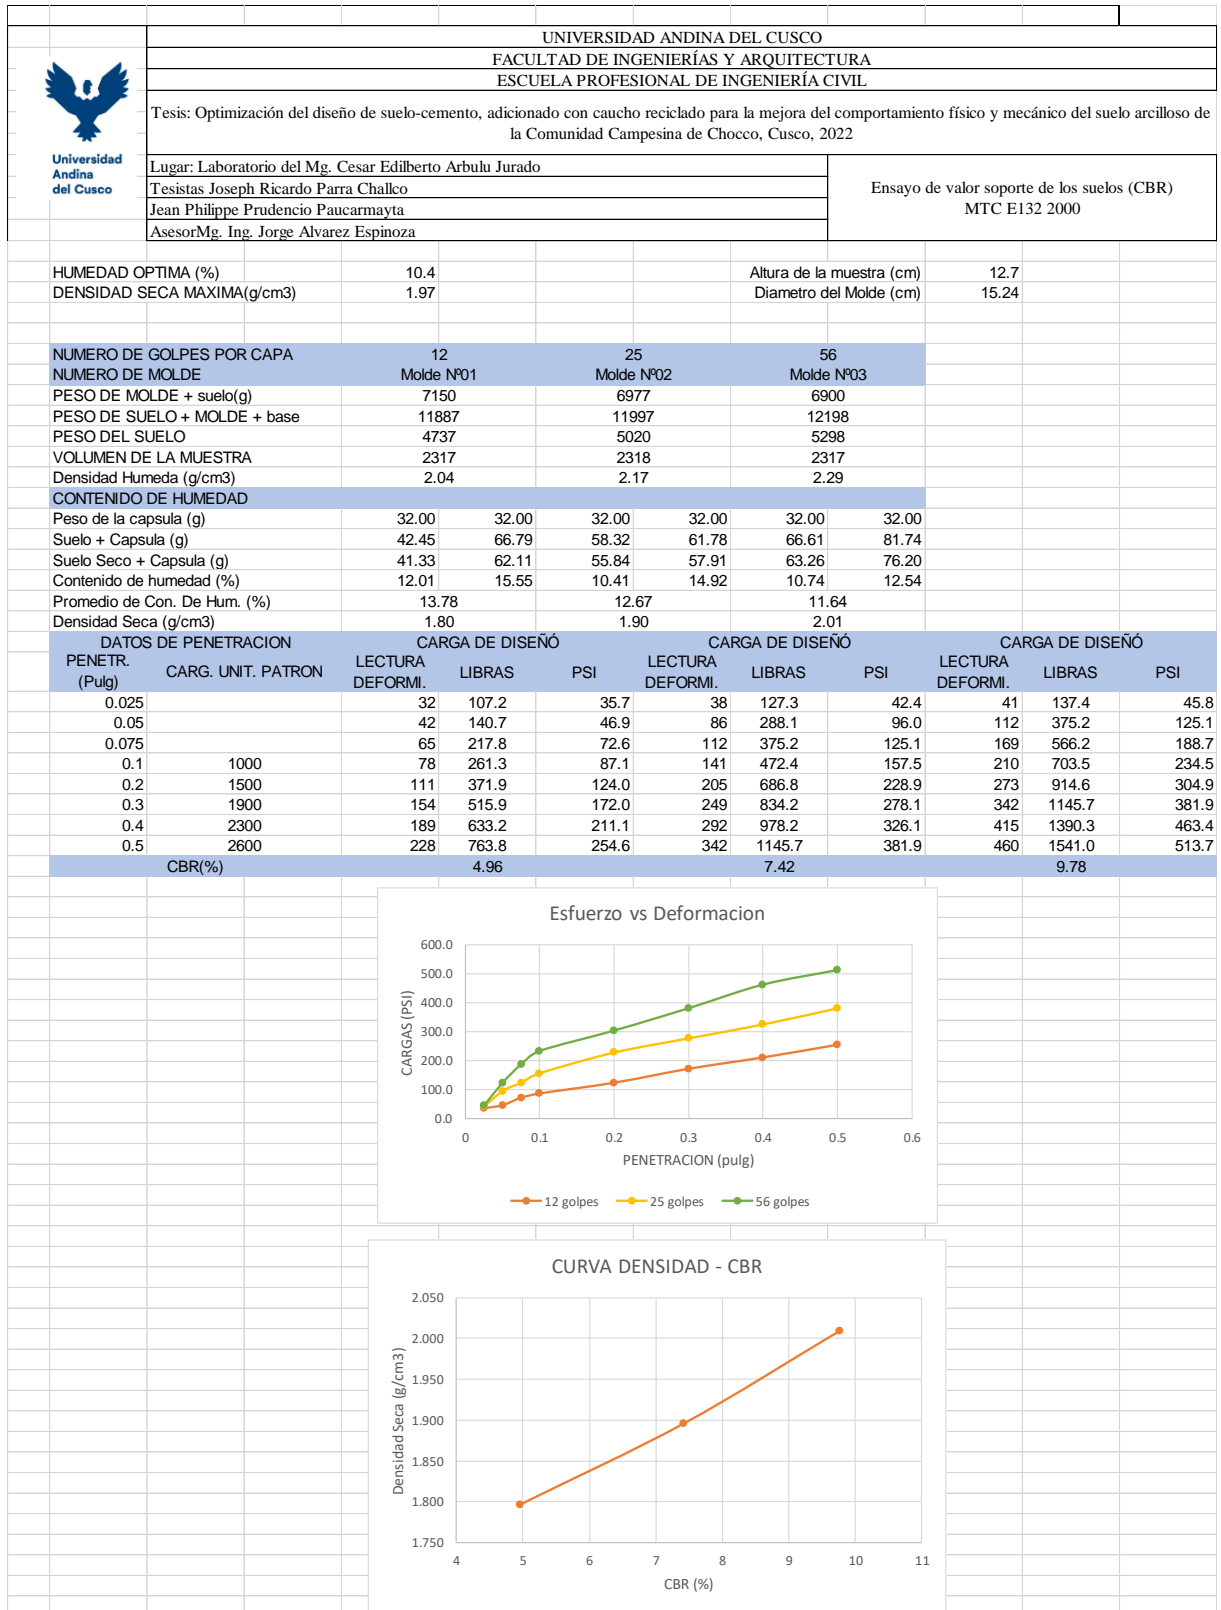 UNIVERSIDAD ANDINA DEL CUSCO
FACULTAD DE INGENIERÍAS Y ARQUITECTURA
ESCUELA PROFESIONAL DE INGENIERÍA CIVIL
Tesis: Optimización del diseño de suelo-cemento, adicionado con caucho reciclado para la mejora del comportamiento físico y mecánico del suelo arcilloso de
la Comunidad Campesina de Chocco, Cusco, 2022
Universidad
Andina
del Cusco
Lugar: Laboratorio del Mg. Cesar Edilberto Arbulu Jurado
Tesistas Joseph Ricardo Parra Challco
Jean Philippe Prudencio Paucarmayta
AsesorMg. Ing. Jorge Alvarez Espinoza
Ensayo de valor soporte de los suelos (CBR)
MTC E132 2000
HUMEDAD OPTIMA (%) 10.4 Altura de la muestra (cm) 12.7
DENSIDAD SECA MAXIMA(g/cm3) 1.97 Diametro del Molde (cm) 15.24
NUMERO DE GOLPES POR CAPA 12 25 56
NUMERO DE MOLDE Molde Nº01 Molde Nº02 Molde Nº03
PESO DE MOLDE + suelo(g) 7150 6977 6900
PESO DE SUELO + MOLDE + base 11887 11997 12198
PESO DEL SUELO 4737 5020 5298
VOLUMEN DE LA MUESTRA 2317 2318 2317
Densidad Humeda (g/cm3) 2.04 2.17 2.29
CONTENIDO DE HUMEDAD
Peso de la capsula (g) 32.00 32.00 32.00 32.00 32.00 32.00
Suelo + Capsula (g) 42.45 66.79 58.32 61.78 66.61 81.74
Suelo Seco + Capsula (g) 41.33 62.11 55.84 57.91 63.26 76.20
Contenido de humedad (%) 12.01 15.55 10.41 14.92 10.74 12.54
Promedio de Con. De Hum. (%) 13.78 12.67 11.64
Densidad Seca (g/cm3) 1.80 1.90 2.01
DATOS DE PENETRACION CARGA DE DISEÑÓ CARGA DE DISEÑÓ CARGA DE DISEÑÓ
PENETR. (Pulg) CARG. UNIT. PATRON LECTURA DEFORMI. LIBRAS PSI LECTURA DEFORMI. LIBRAS PSI LECTURA DEFORMI. LIBRAS PSI
0.025 32 107.2 35.7 38 127.3 42.4 41 137.4 45.8
0.05 42 140.7 46.9 86 288.1 96.0 112 375.2 125.1
0.075 65 217.8 72.6 112 375.2 125.1 169 566.2 188.7
0.1 1000 78 261.3 87.1 141 472.4 157.5 210 703.5 234.5
0.2 1500 111 371.9 124.0 205 686.8 228.9 273 914.6 304.9
0.3 1900 154 515.9 172.0 249 834.2 278.1 342 1145.7 381.9
0.4 2300 189 633.2 211.1 292 978.2 326.1 415 1390.3 463.4
0.5 2600 228 763.8 254.6 342 1145.7 381.9 460 1541.0 513.7
CBR(%) 4.96 7.42 9.78
Esfuerzo vs Deformacion
CARGAS (PSI)
600.0
500.0
400.0
300.0
200.0
100.0
0.0
0 0.1 0.2 0.3 0.4 0.5 0.6
PENETRACION (pulg)
12 golpes 25 golpes 56 golpes
CURVA DENSIDAD - CBR
Densidad Seca (g/cm3)
2.050
2.000
1.950
1.900
1.850
1.800
1.750
4 5 6 7 8 9 10 11
CBR (%)